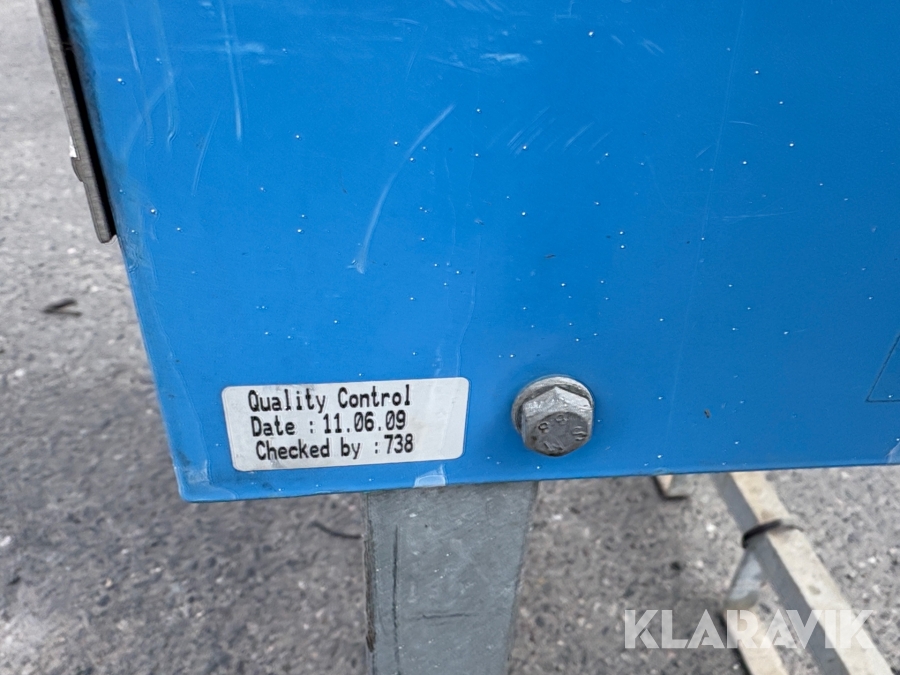 Quality Control
Date : 11.06.09
Checked by : 738
KLARAVIK